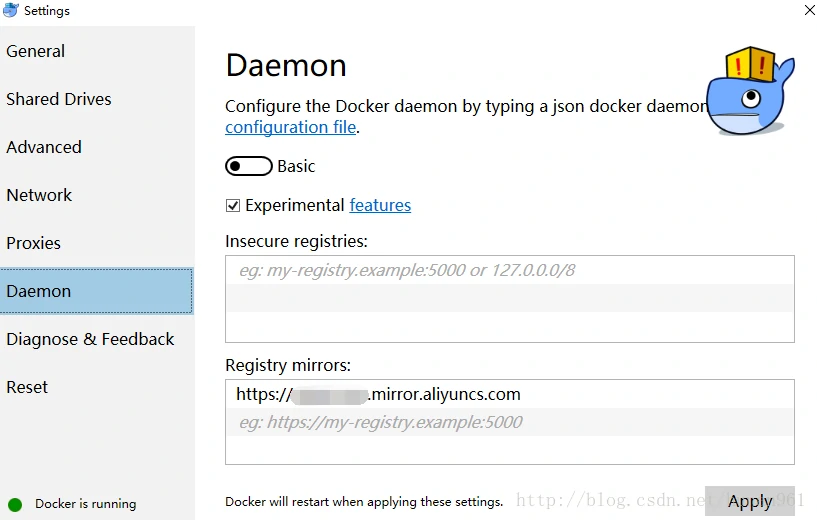 Settings
General
Shared Drives
Advanced
Network
Proxies
Daemon
Diagnose & Feedback
Reset
Docker is running
Daemon
Configure the Docker daemon by typing a json docker daemon
configuration file.
Basic
Experimental features
Insecure registries:
eg: my-registry.example:5000 or 127.0.0.0/8
Registry mirrors:
https:// .mirror.aliyuncs.com
eg: https://my-registry.example:5000
Docker will restart when applying these settings.
Apply
http://blog.csdn.net/